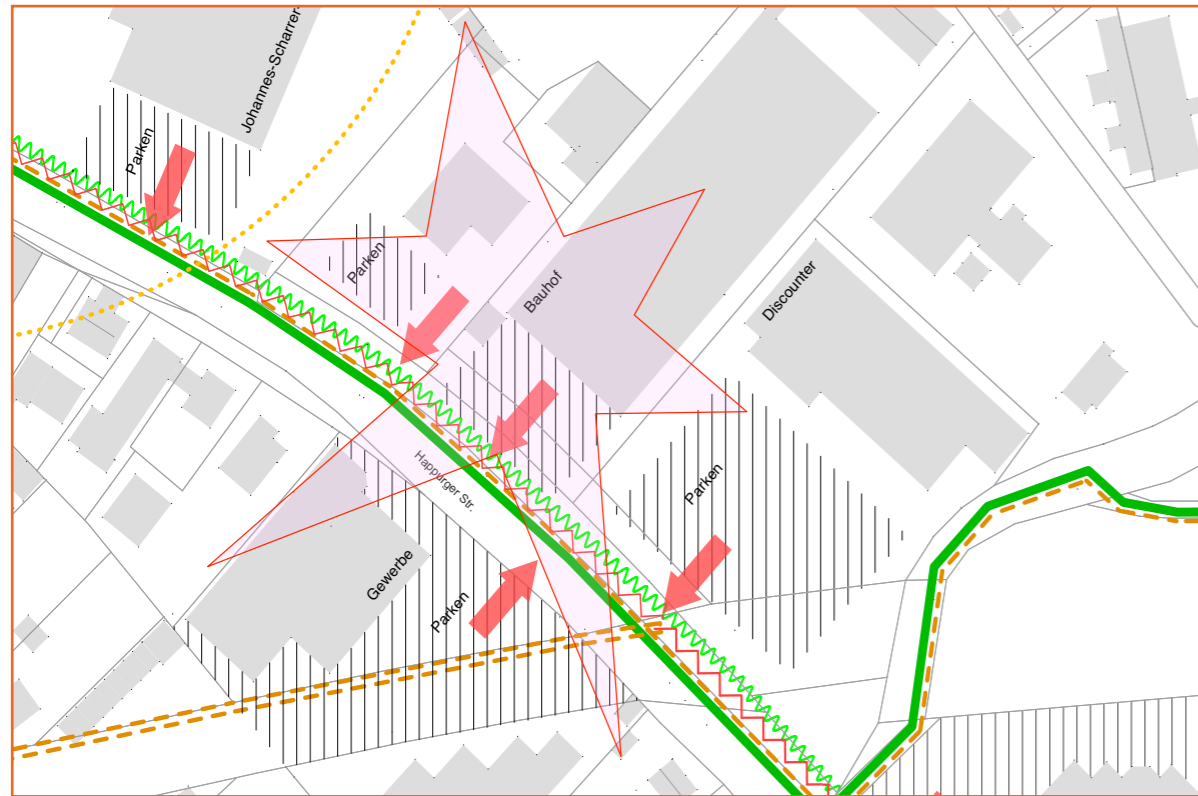 Johannes-Scharrer-
Parken
Parken
Bauhof
Discounter
Happurger Str.
Parken
Gewerbe
Parken